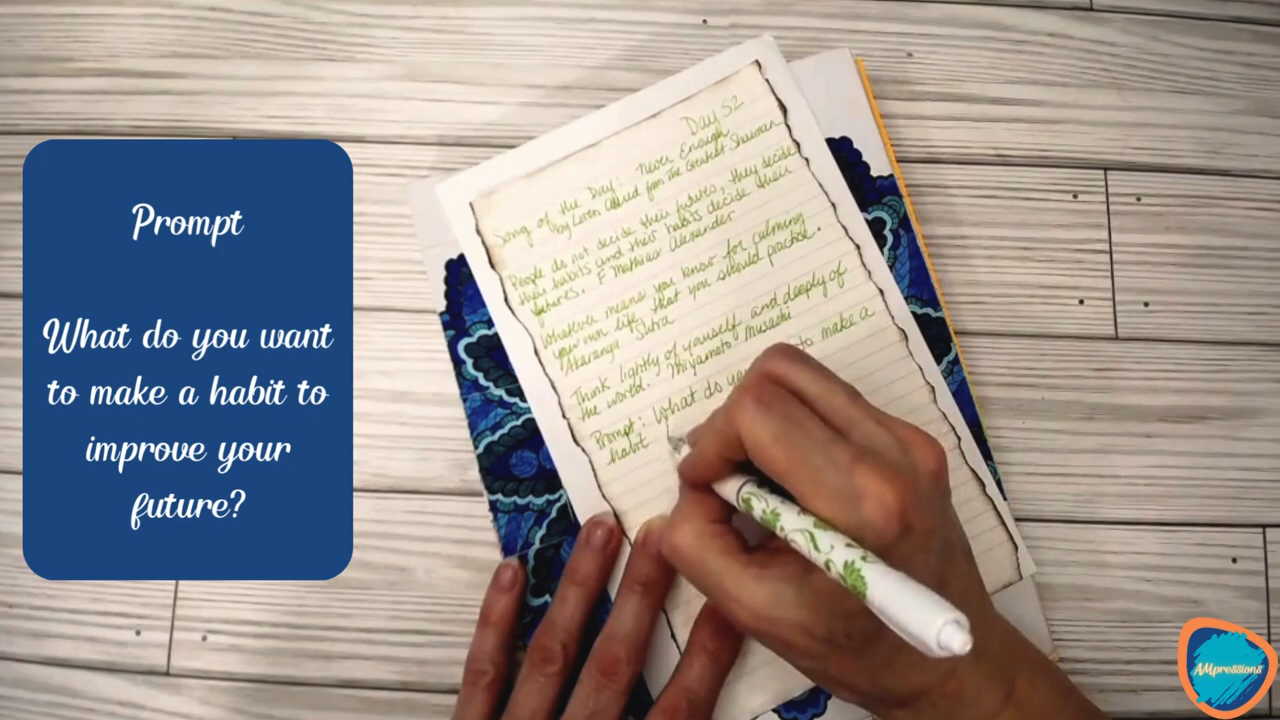 Prompt
What do you want
to make a habit to
improve your
future?
Day 52
Song of the Day: Never Enough
by Loren Allred from The Greatest Showman
People do not decide their futures, they decide
their habits and their habits decide their
futures. F Mathias Alexander
Whatever means you know for calming
your own life, that you should practice.
Akaranga Sutra
Think lightly of yourself and deeply of
the world. Miyamoto Musashi
Prompt: What do you to make a
habit
AMpressions